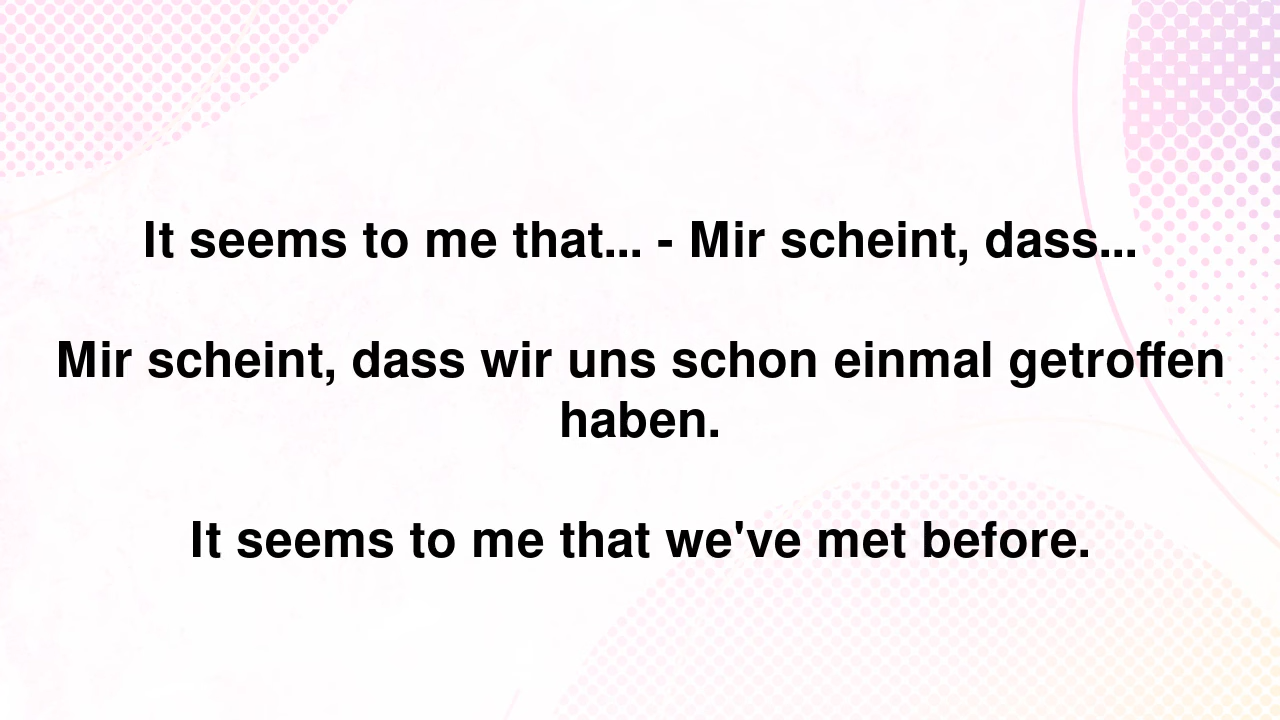 It seems to me that... - Mir scheint, dass...
Mir scheint, dass wir uns schon einmal getroffen
haben.
It seems to me that we've met before.